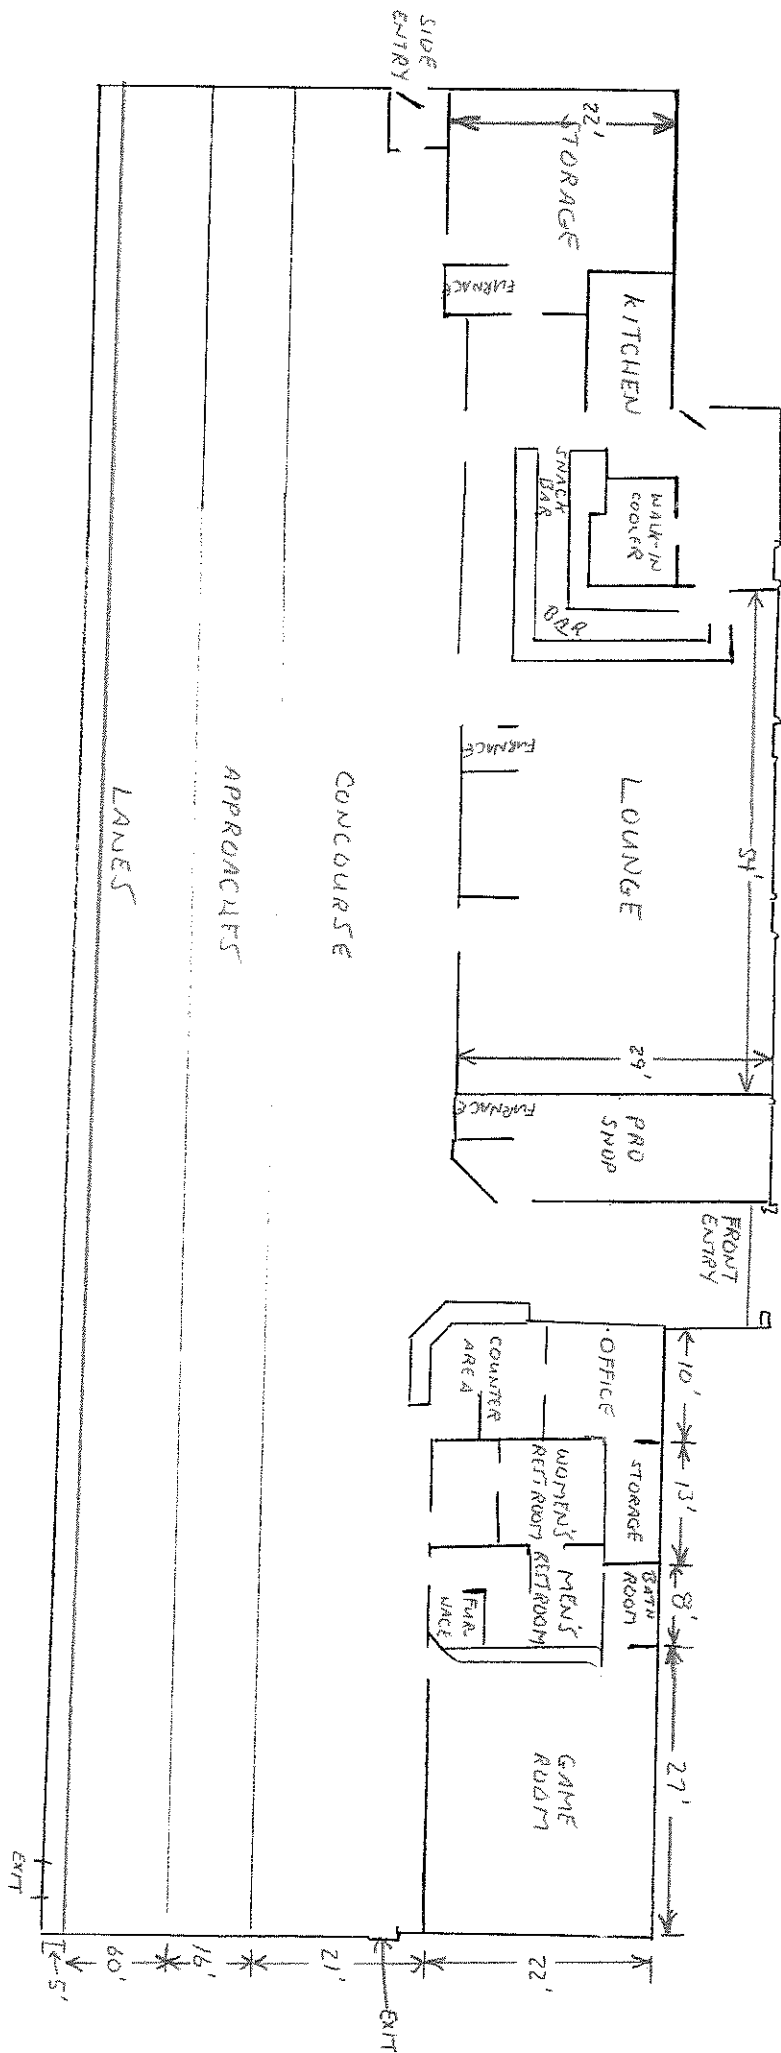 SIDE
ENTRY
22'
STORAGE
FURNACE
KITCHEN
SNACK
BAR
WALK-IN
COOLER
BAR
FURNACE
LOUNGE
54'
29'
FURNACE
PRO
SHOP
FRONT
ENTRY
LANES
APPROACHES
CONCOURSE
COUNTER
AREA
OFFICE
10'
WOMEN'S
RESTROOM
STORAGE
13'
MEN'S
RESTROOM
FUR
NACE
BATH
ROOM
8'
GAME
ROOM
27'
EXIT
5'
60'
16'
21'
22'
EXIT